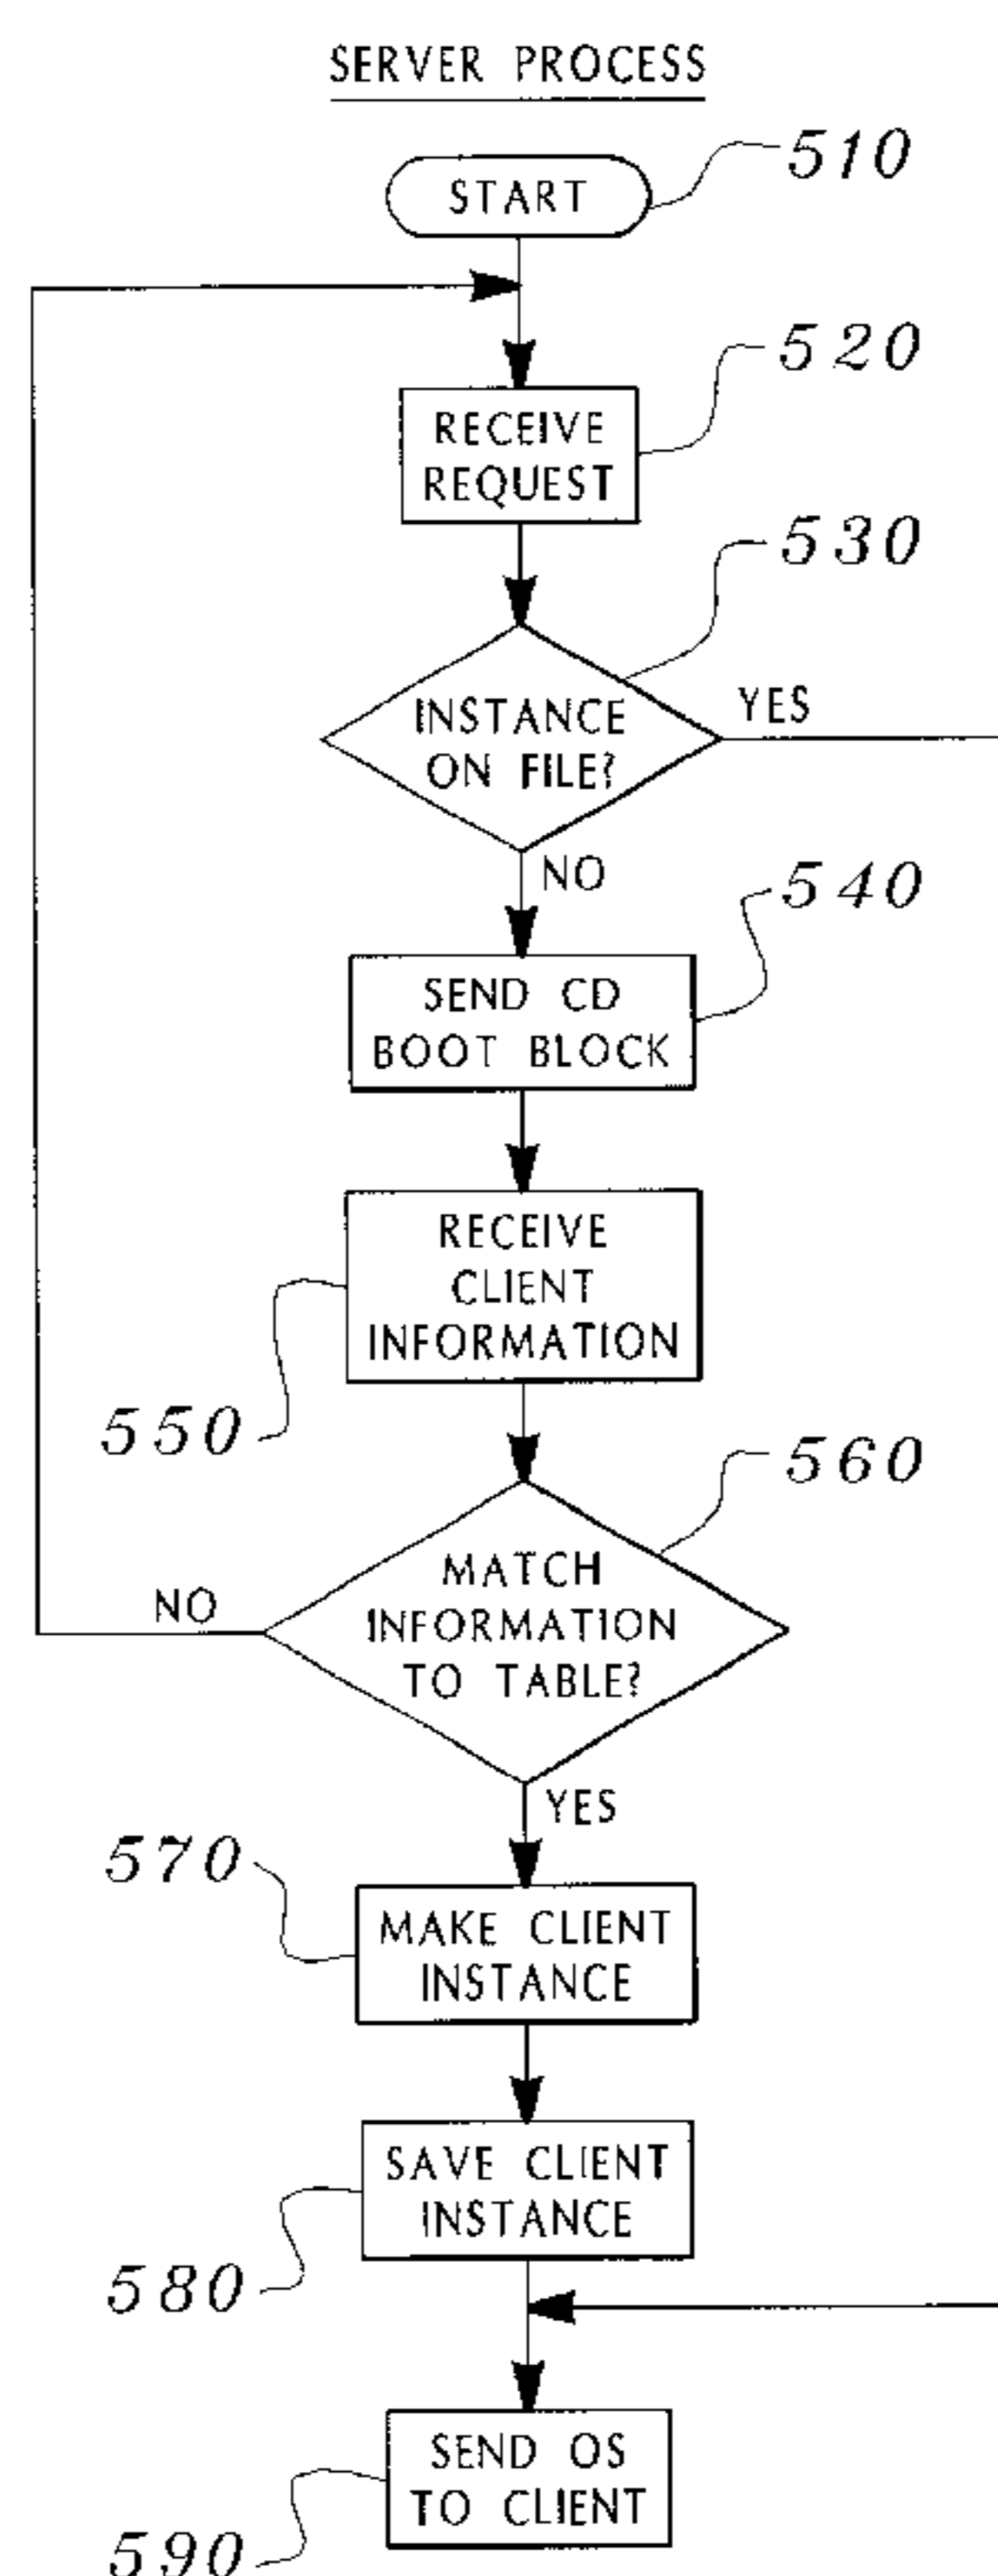 SERVER PROCESS
START
510
RECEIVE
REQUEST
520
530
INSTANCE
ON FILE?
YES
NO
540
SEND CD
BOOT BLOCK
RECEIVE
CLIENT
INFORMATION
550
560
MATCH
INFORMATION
TO TABLE?
NO
YES
570
MAKE CLIENT
INSTANCE
SAVE CLIENT
INSTANCE
580
SEND OS
TO CLIENT
590